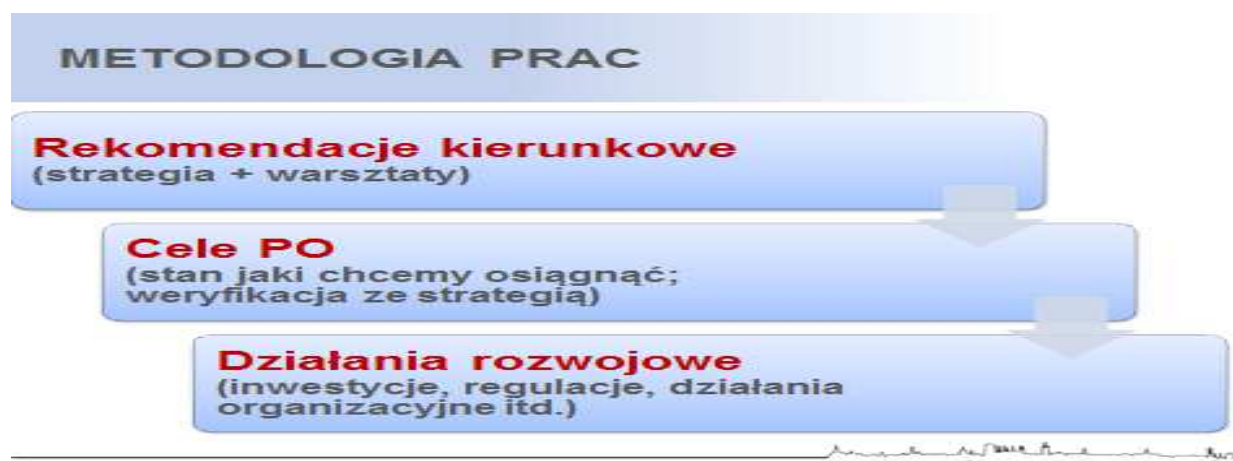 METODOLOGIA PRAC
Rekomendacje kierunkowe
(strategia + warsztaty)
Cele PO
(stan jaki chcemy osiągnąć;
weryfikacja ze strategią)
Działania rozwojowe
(inwestycje, regulacje, działania
organizacyjne itd.)